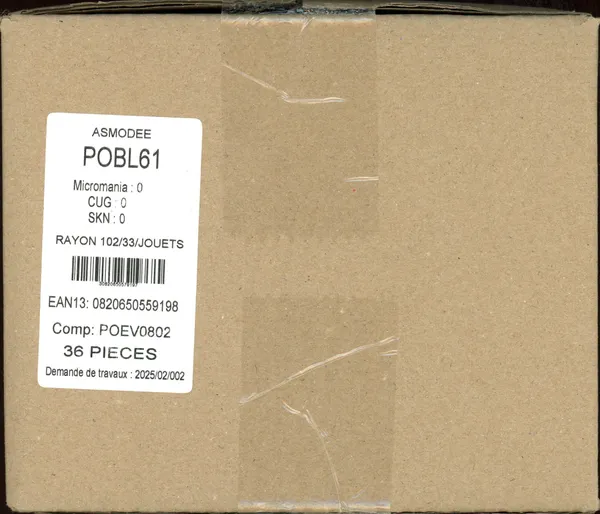 ASMODEE
POBL61
Micromania : 0
CUG : 0
SKN : 0
RAYON 102/33/JOUETS
EAN13: 0820650559198
Comp: POEV0802
36 PIECES
Demande de travaux : 2025/02/002